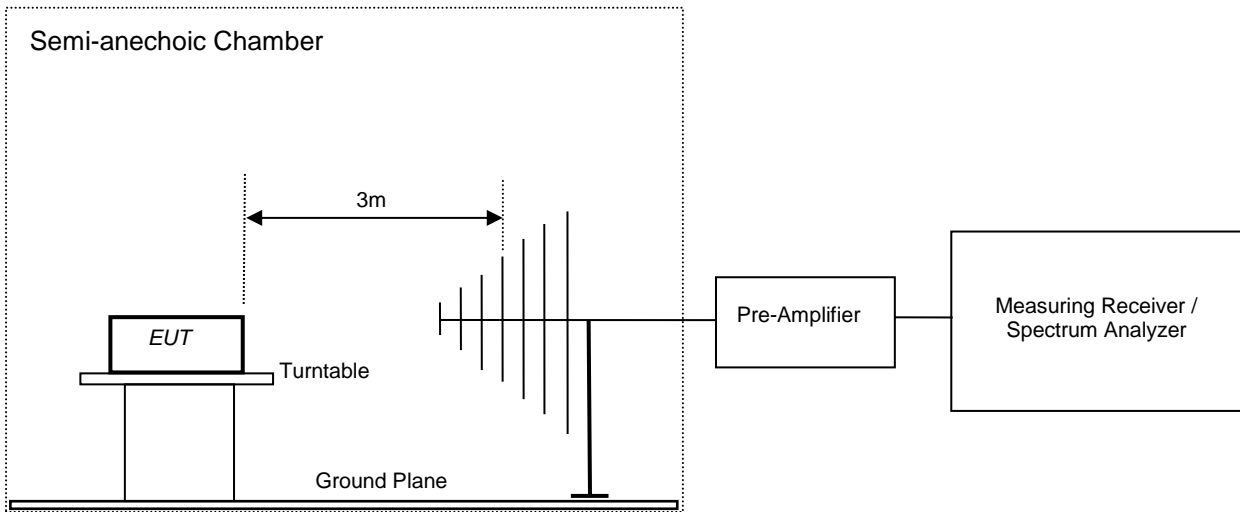 Semi-anechoic Chamber
3m
EUT
Turntable
Ground Plane
Pre-Amplifier
Measuring Receiver /
Spectrum Analyzer